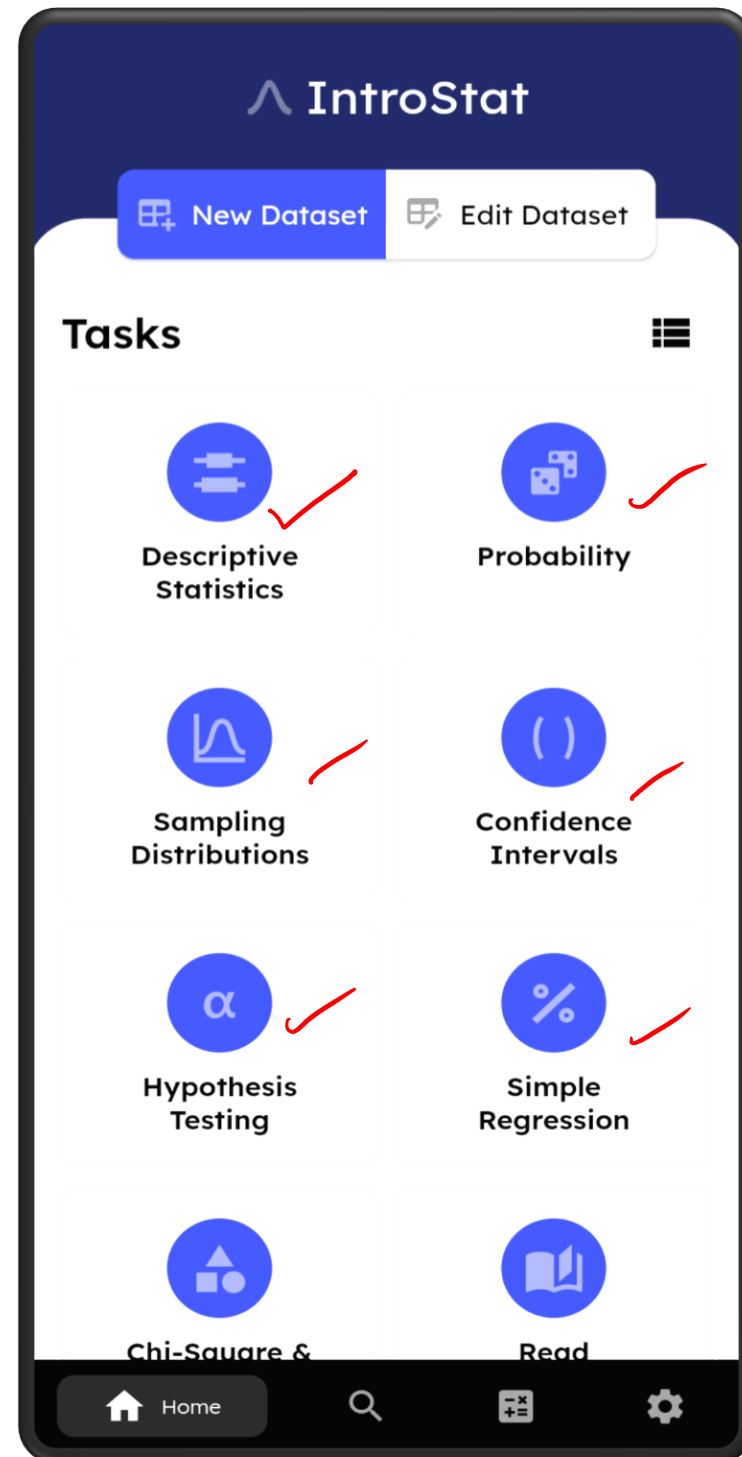 IntroStat
New Dataset
Edit Dataset
Tasks
Descriptive
Statistics
Probability
Sampling
Distributions
Confidence
Intervals
α
Hypothesis
Testing
Simple
Regression
Chi-Square &
Read
Home